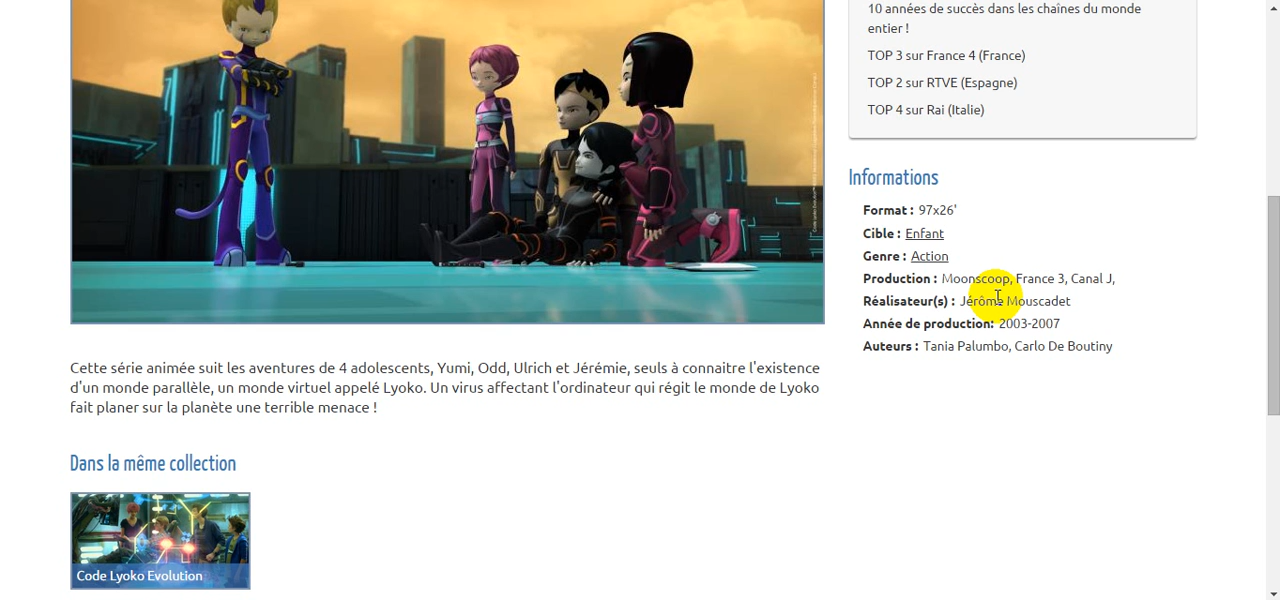 10 années de succès dans les chaînes du monde
entier !
TOP 3 sur France 4 (France)
TOP 2 sur RTVE (Espagne)
TOP 4 sur Rai (Italie)
Informations
Format : 97x26'
Cible : Enfant
Genre : Action
Production : Moonscoop, France 3, Canal J,
Réalisateur(s) : Jérôme Mouscadet
Année de production: 2003-2007
Auteurs : Tania Palumbo, Carlo De Boutiny
Cette série animée suit les aventures de 4 adolescents, Yumi, Odd, Ulrich et Jérémie, seuls à connaitre l'existence
d'un monde parallèle, un monde virtuel appelé Lyoko. Un virus affectant l'ordinateur qui régit le monde de Lyoko
fait planer sur la planète une terrible menace !
Dans la même collection
Code Lyoko Evolution